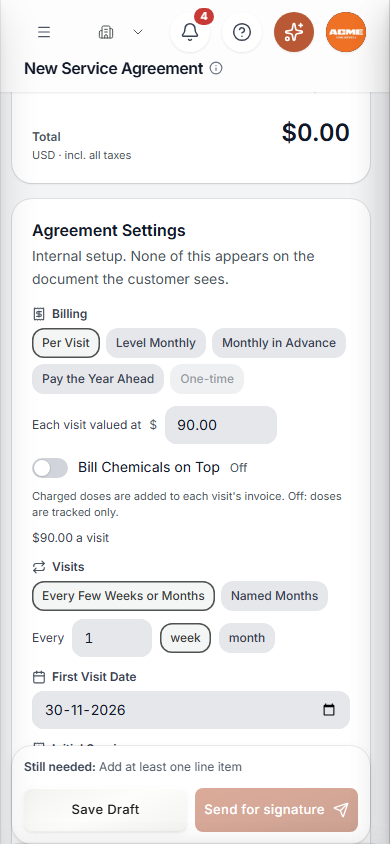 4
ACME
New Service Agreement
Total
$0.00
USD · incl. all taxes
Agreement Settings
Internal setup. None of this appears on the
document the customer sees.
Billing
Per Visit
Level Monthly
Monthly in Advance
Pay the Year Ahead
One-time
Each visit valued at $ 90.00
Bill Chemicals on Top Off
Charged doses are added to each visit's invoice. Off: doses
are tracked only.
$90.00 a visit
Visits
Every Few Weeks or Months
Named Months
Every 1 week month
First Visit Date
30-11-2026
Still needed: Add at least one line item
Save Draft
Send for signature